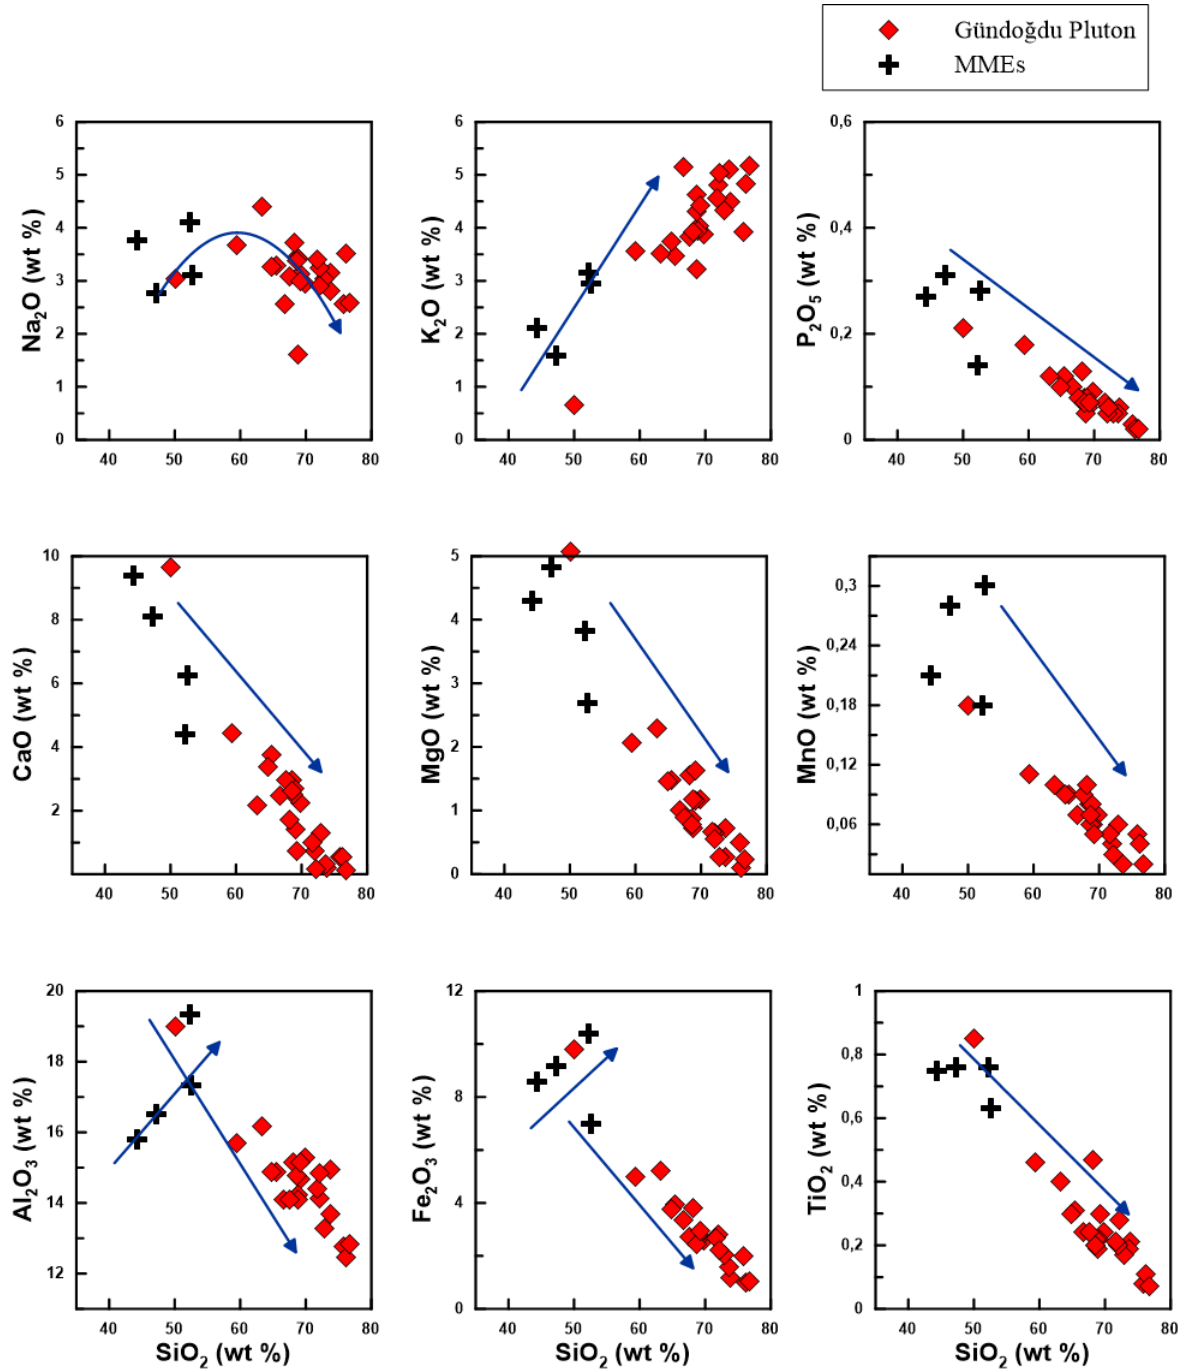 Gündoğdu Pluton
MMEs
6
5
4
3
2
1
0
Na₂O (wt %)
40 50 60 70 80
6
5
4
3
2
1
0
K₂O (wt %)
40 50 60 70 80
0,6
0,4
0,2
0
P₂O₅ (wt %)
40 50 60 70 80
10
8
6
4
2
CaO (wt %)
40 50 60 70 80
5
4
3
2
1
0
MgO (wt %)
40 50 60 70 80
0,3
0,24
0,18
0,12
0,06
MnO (wt %)
40 50 60 70 80
20
18
16
14
12
Al₂O₃ (wt %)
40 50 60 70 80
SiO₂ (wt %)
12
8
4
0
Fe₂O₃ (wt %)
40 50 60 70 80
SiO₂ (wt %)
1
0,8
0,6
0,4
0,2
0
TiO₂ (wt %)
40 50 60 70 80
SiO₂ (wt %)